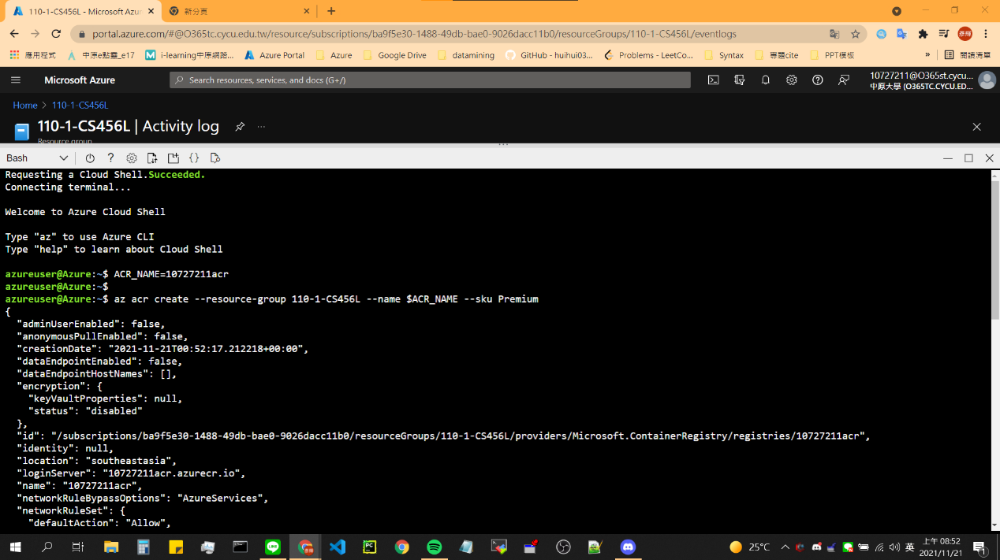 110-1-CS456L - Microsoft Azur
新分頁
portal.azure.com/#@O365tc.cycu.edu.tw/resource/subscriptions/ba9f5e30-1488-49db-bae0-9026dacc11b0/resourceGroups/110-1-CS456L/eventlogs
應用程式 中原e點靈_e17 i-learning中原網路... Azure Portal Azure Google Drive datamining GitHub - huihui03... Problems - LeetCo... Syntax 專題cite PPT模板 » 閱讀清單
Microsoft Azure
Search resources, services, and docs (G+/)
10727211@O365st.cycu...
中原大學 (O365TC.CYCU.ED...
Home > 110-1-CS456L
110-1-CS456L | Activity log
Resource group
Bash
Requesting a Cloud Shell.Succeeded.
Connecting terminal...
Welcome to Azure Cloud Shell
Type "az" to use Azure CLI
Type "help" to learn about Cloud Shell
azureuser@Azure:~$ ACR_NAME=10727211acr
azureuser@Azure:~$
azureuser@Azure:~$ az acr create --resource-group 110-1-CS456L --name $ACR_NAME --sku Premium
{
"adminUserEnabled": false,
"anonymousPullEnabled": false,
"creationDate": "2021-11-21T00:52:17.212218+00:00",
"dataEndpointEnabled": false,
"dataEndpointHostNames": [],
"encryption": {
"keyVaultProperties": null,
"status": "disabled"
},
"id": "/subscriptions/ba9f5e30-1488-49db-bae0-9026dacc11b0/resourceGroups/110-1-CS456L/providers/Microsoft.ContainerRegistry/registries/10727211acr",
"identity": null,
"location": "southeastasia",
"loginServer": "10727211acr.azurecr.io",
"name": "10727211acr",
"networkRuleBypassOptions": "AzureServices",
"networkRuleSet": {
"defaultAction": "Allow",
25°C
英
上午 08:52
2021/11/21
1